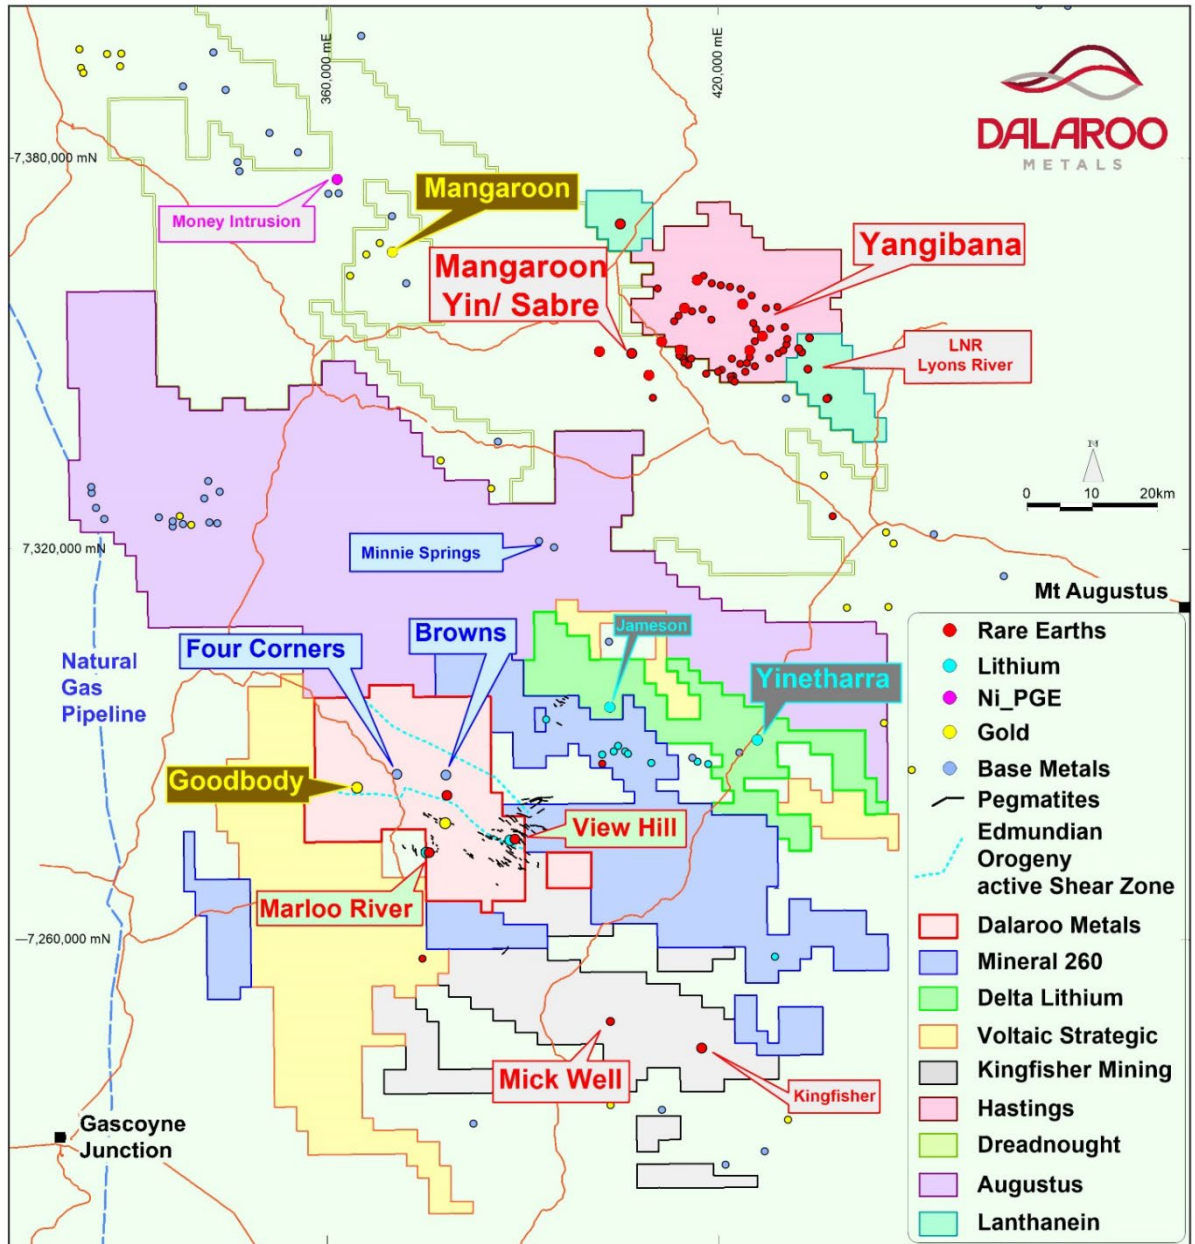 360,000 mE
420,000 mE
DALAROO
METALS
7,380,000 mN
Mangaroon
Money Intrusion
Yangibana
Mangaroon
Yin/ Sabre
LNR
Lyons River
N
0 10 20km
7,320,000 mN
Minnie Springs
Mt Augustus
Jameson
Browns
Four Corners
Natural
Gas
Pipeline
Yinetharra
Goodbody
View Hill
Marloo River
7,260,000 mN
Mick Well
Kingfisher
Gascoyne
Junction
Rare Earths
Lithium
Ni_PGE
Gold
Base Metals
Pegmatites
Edmundian
Orogeny
active Shear Zone
Dalaroo Metals
Mineral 260
Delta Lithium
Voltaic Strategic
Kingfisher Mining
Hastings
Dreadnought
Augustus
Lanthanein